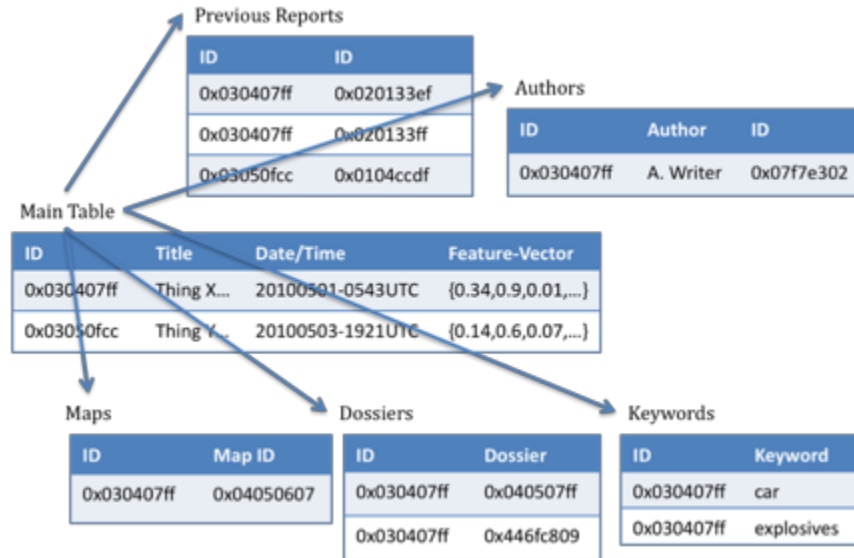 Previous Reports
ID ID
0x030407ff 0x020133ef
0x030407ff 0x020133ff
0x03050fcc 0x0104ccdf
Authors
ID Author ID
0x030407ff A. Writer 0x07f7e302
Main Table
ID Title Date/Time Feature-Vector
0x030407ff Thing X... 20100501-0543UTC {0.34,0.9,0.01,...}
0x03050fcc Thing Y... 20100503-1921UTC {0.14,0.6,0.07,...}
Maps
ID Map ID
0x030407ff 0x04050607
Dossiers
ID Dossier
0x030407ff 0x040507ff
0x030407ff 0x446fc809
Keywords
ID Keyword
0x030407ff car
0x030407ff explosives